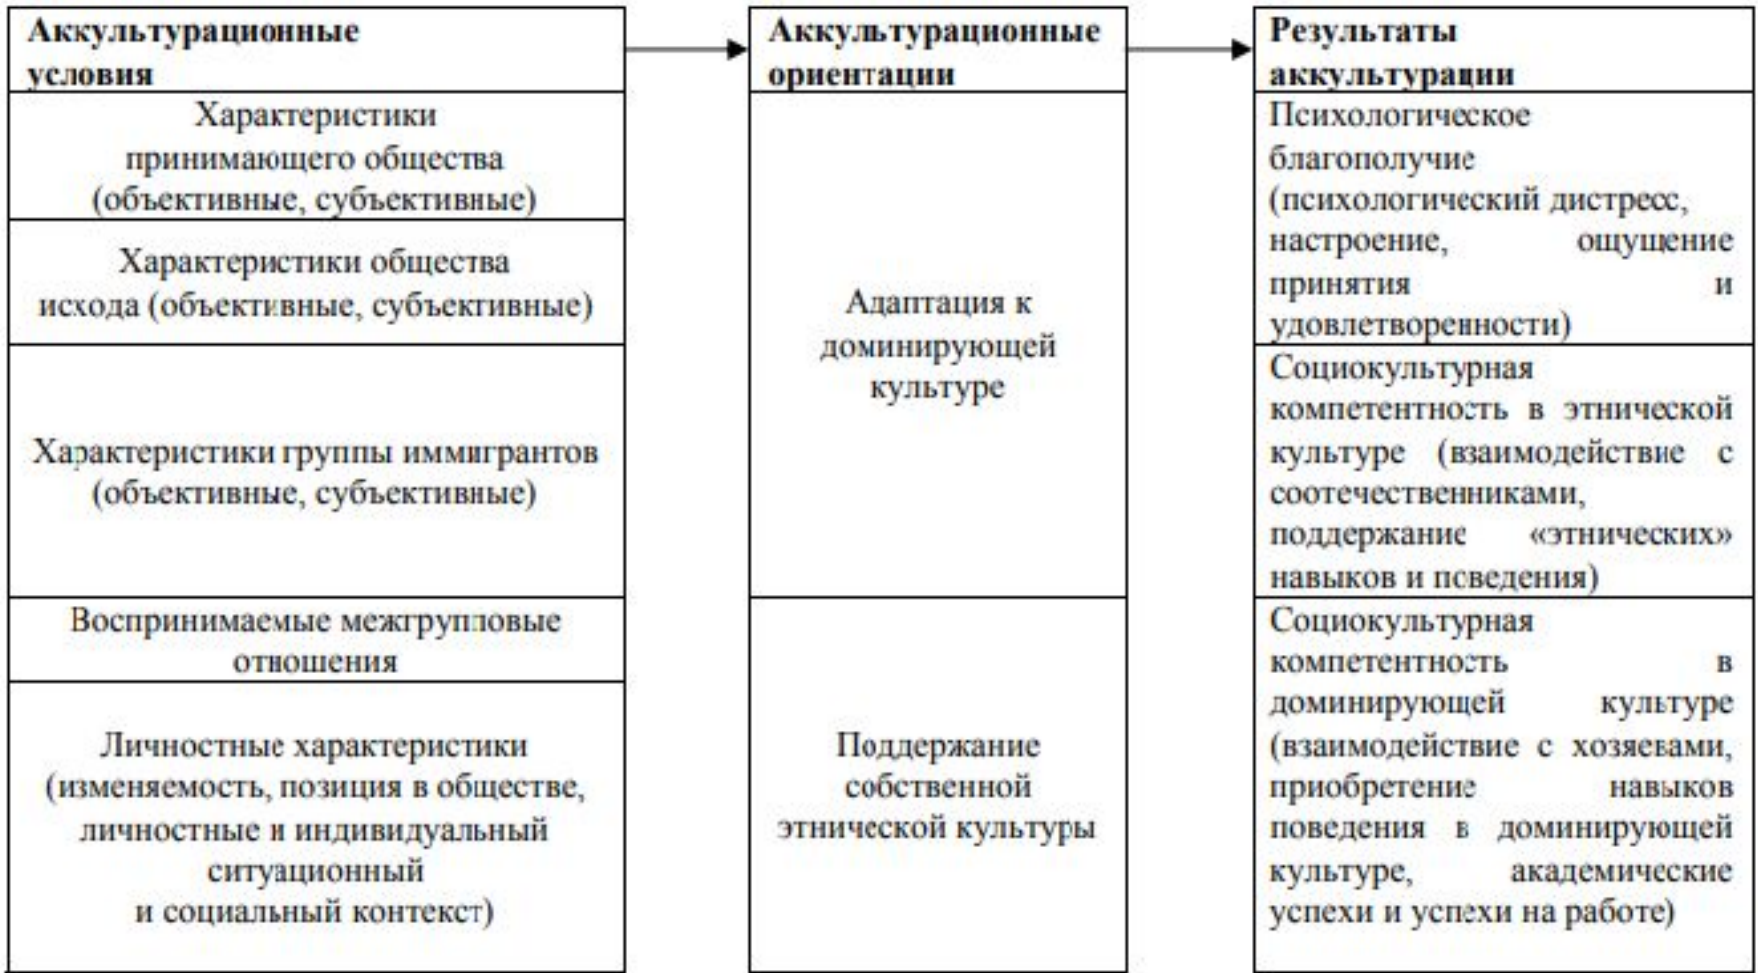 Аккультурационные
условия
Характеристики
принимающего общества
(объективные, субъективные)
Характеристики общества
исхода (объективные, субъективные)
Характеристики группы иммигрантов
(объективные, субъективные)
Воспринимаемые межгрупповые
отношения
Личностные характеристики
(изменяемость, позиция в обществе,
личностные и индивидуальный
ситуационный
и социальный контекст)
Аккультурационные
ориентации
Адаптация к
доминирующей
культуре
Поддержание
собственной
этнической культуры
Результаты
аккультурации
Психологическое
благополучие
(психологический дистресс,
настроение, ощущение
принятия и
удовлетворенности)
Социокультурная
компетентность в этнической
культуре (взаимодействие с
соотечественниками,
поддержание «этнических»
навыков и поведения)
Социокультурная
компетентность в
доминирующей культуре
(взаимодействие с хозяевами,
приобретение навыков
поведения в доминирующей
культуре, академические
успехи и успехи на работе)